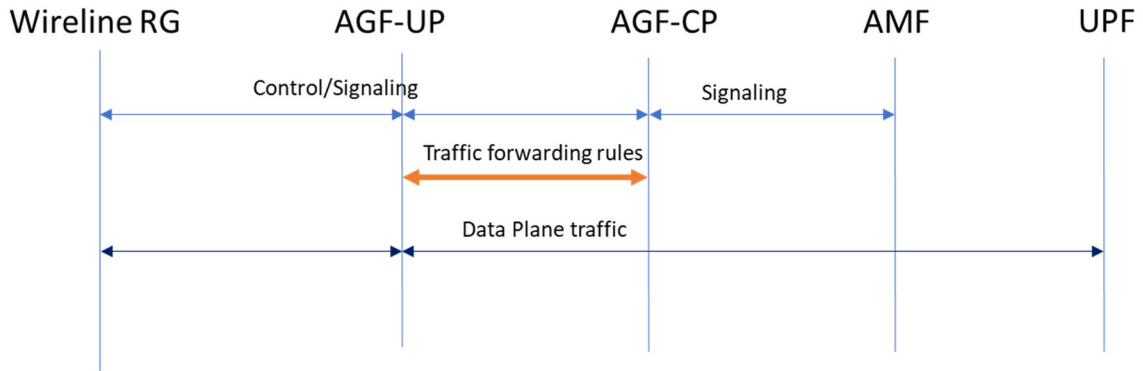 Wireline RG AGF-UP AGF-CP AMF UPF
Control/Signaling Signaling
Traffic forwarding rules
Data Plane traffic